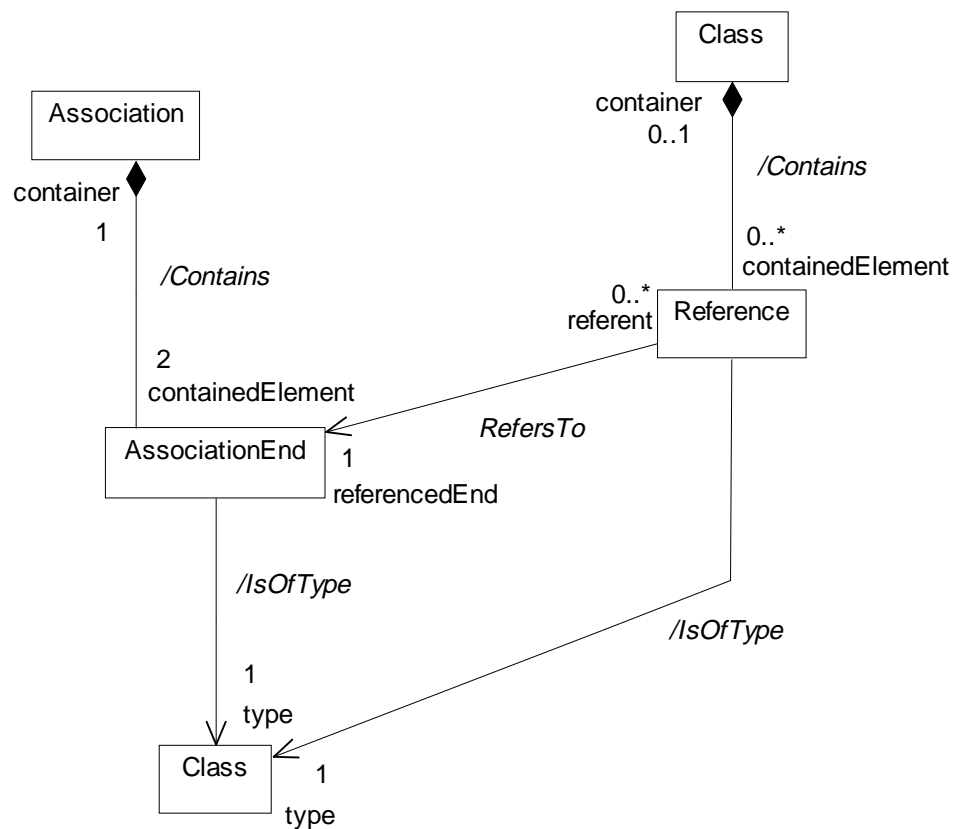 Class
container
0..1
/Contains
0..*
containedElement
Association
container
1
/Contains
2
containedElement
0..*
referent
Reference
RefersTo
AssociationEnd
1
referencedEnd
/IsOfType
/IsOfType
1
type
Class
1
type